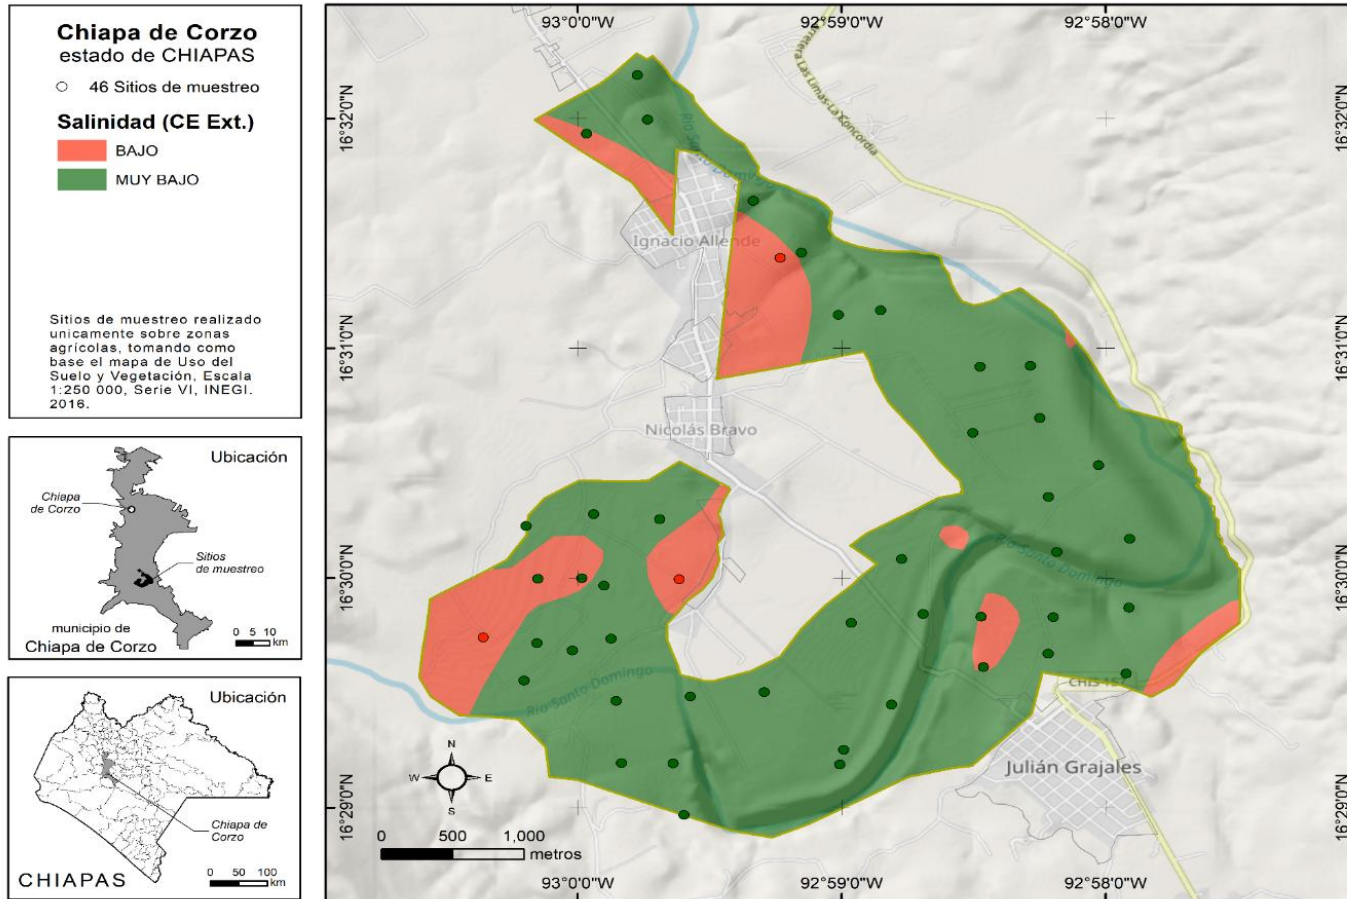 Chiapa de Corzo
estado de CHIAPAS
46 Sitios de muestreo
Salinidad (CE Ext.)
BAJO
MUY BAJO
Sitios de muestreo realizado
unicamente sobre zonas
agrícolas, tomando como
base el mapa de Uso del
Suelo y Vegetación, Escala
1:250 000, Serie VI, INEGI.
2016.
Ubicación
Chiapa
de Corzo
Sitios
de muestreo
municipio de
Chiapa de Corzo
0 5 10
km
Ubicación
Chiapa de
Corzo
CHIAPAS
0 50 100
km
93°0'0"W
92°59'0"W
92°58'0"W
16°32'0"N
16°32'0"N
16°31'0"N
16°31'0"N
16°30'0"N
16°30'0"N
16°29'0"N
16°29'0"N
Carretera Las Limas-La Concordia
Río Santo Domingo
Ignacio Allende
Nicolás Bravo
Río Santo Domingo
Río Santo Domingo
CHIS 157
Julián Grajales
N
W
E
S
0 500 1,000
metros
93°0'0"W
92°59'0"W
92°58'0"W